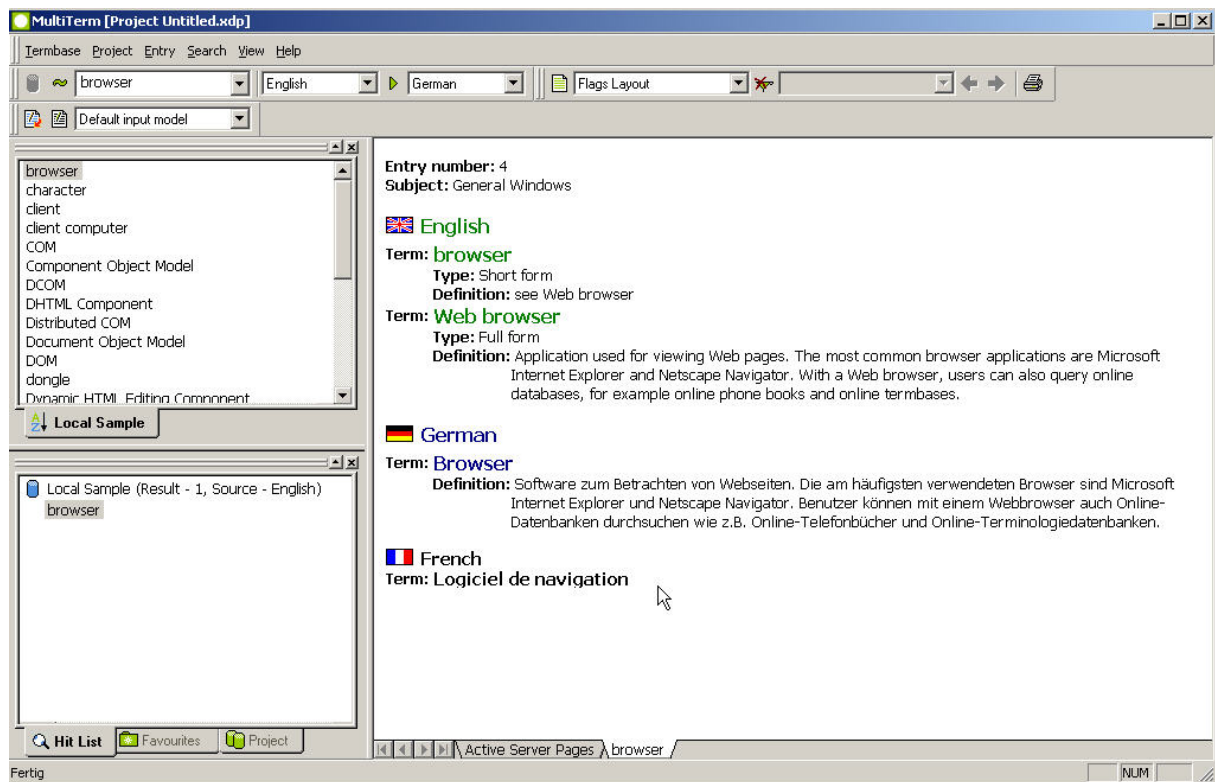 MultiTerm [Project Untitled.xdp]
Termbase Project Entry Search View Help
browser English German Flags Layout
Default input model
browser
character
client
client computer
COM
Component Object Model
DCOM
DHTML Component
Distributed COM
Document Object Model
DOM
dongle
Dynamic HTML Editing Component
Local Sample
Local Sample (Result - 1, Source - English)
browser
Hit List Favourites Project
Entry number: 4
Subject: General Windows
English
Term: browser
Type: Short form
Definition: see Web browser
Term: Web browser
Type: Full form
Definition: Application used for viewing Web pages. The most common browser applications are Microsoft
Internet Explorer and Netscape Navigator. With a Web browser, users can also query online
databases, for example online phone books and online termbases.
German
Term: Browser
Definition: Software zum Betrachten von Webseiten. Die am häufigsten verwendeten Browser sind Microsoft
Internet Explorer und Netscape Navigator. Benutzer können mit einem Webbrowser auch Online-
Datenbanken durchsuchen wie z.B. Online-Telefonbücher und Online-Terminologiedatenbanken.
French
Term: Logiciel de navigation
Active Server Pages browser
Fertig NUM